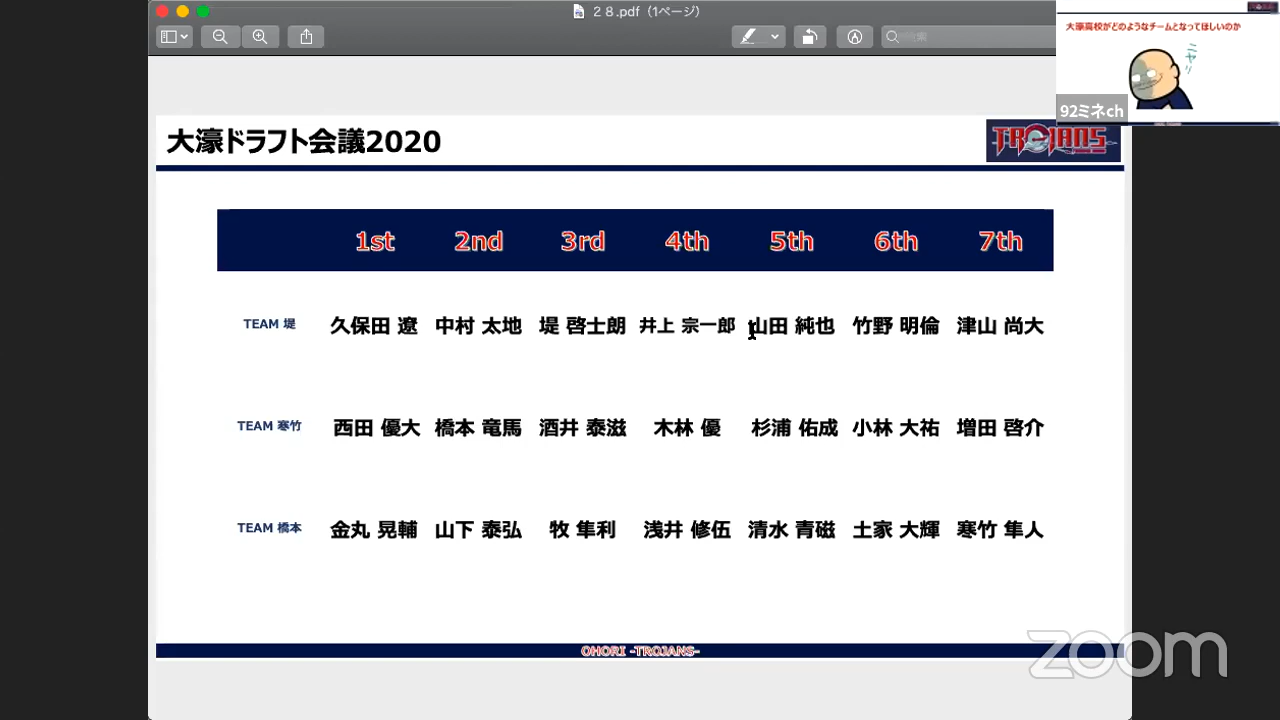 28.pdf（1ページ）
大濠高校がどのようなチームとなってほしいのか
ニヤリ
92ミネch
検索
大濠ドラフト会議2020
TROJANS
1st 2nd 3rd 4th 5th 6th 7th
TEAM 堤 久保田 遼 中村 太地 堤 啓士朗 井上 宗一郎 山田 純也 竹野 明倫 津山 尚大
TEAM 寒竹 西田 優大 橋本 竜馬 酒井 泰滋 木林 優 杉浦 佑成 小林 大祐 増田 啓介
TEAM 橋本 金丸 晃輔 山下 泰弘 牧 隼利 浅井 修伍 清水 青磁 土家 大輝 寒竹 隼人
OHORI -TROJANS-
zoom